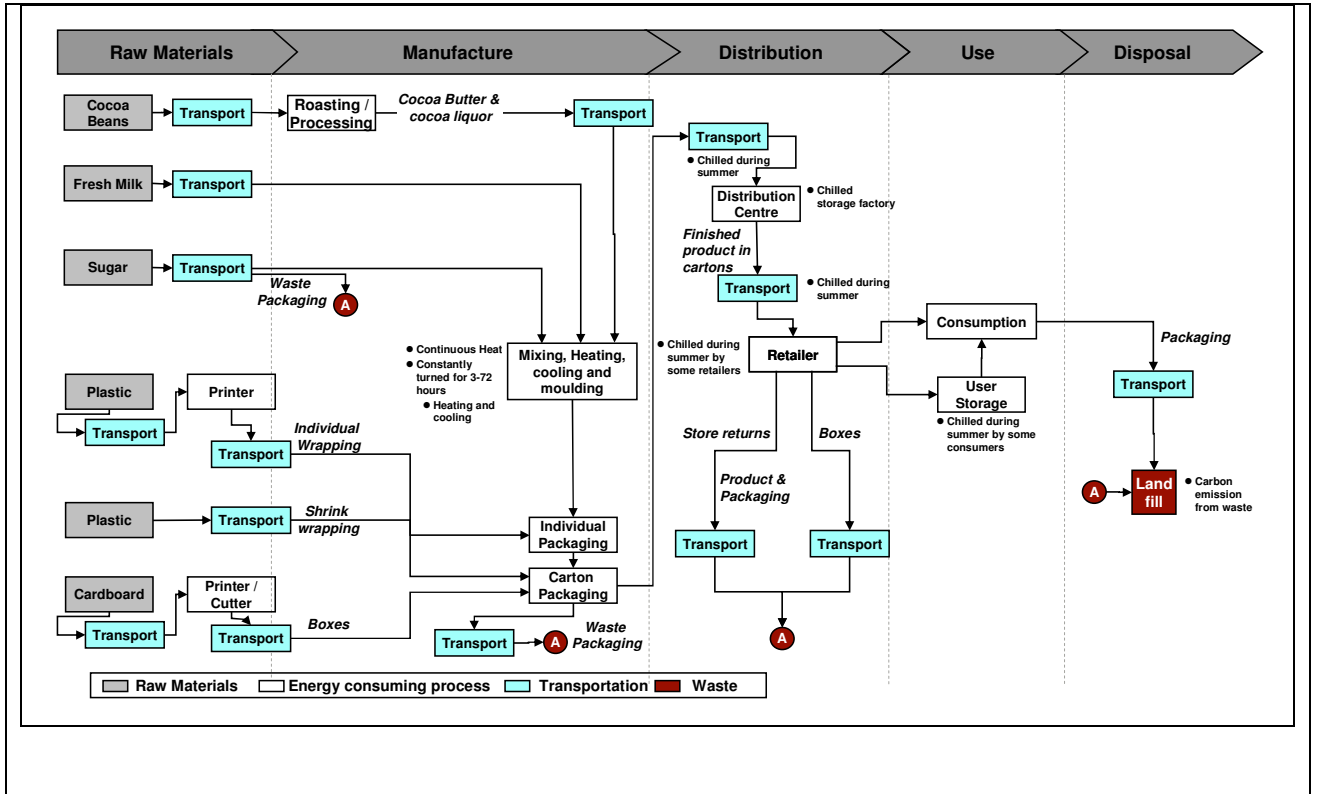 Raw Materials
Manufacture
Distribution
Use
Disposal
Cocoa
Beans
Transport
Roasting /
Processing
Cocoa Butter &
cocoa liquor
Transport
Transport
● Chilled during
summer
Fresh Milk
Transport
Distribution
Centre
● Chilled
storage factory
Finished
product in
cartons
Sugar
Transport
Waste
Packaging
A
Transport
● Chilled during
summer
Consumption
Packaging
● Continuous Heat
● Constantly
turned for 3-72
hours
● Heating and
cooling
Mixing, Heating,
cooling and
moulding
● Chilled during
summer by
some retailers
Retailer
User
Storage
● Chilled during
summer by some
consumers
Transport
Plastic
Transport
Printer
Transport
Individual
Wrapping
Store returns
Boxes
Product &
Packaging
A
Land
fill
● Carbon
emission
from waste
Plastic
Transport
Shrink
wrapping
Individual
Packaging
Transport
Transport
Cardboard
Transport
Printer /
Cutter
Transport
Boxes
Carton
Packaging
Transport
A
Waste
Packaging
A
Raw Materials
Energy consuming process
Transportation
Waste